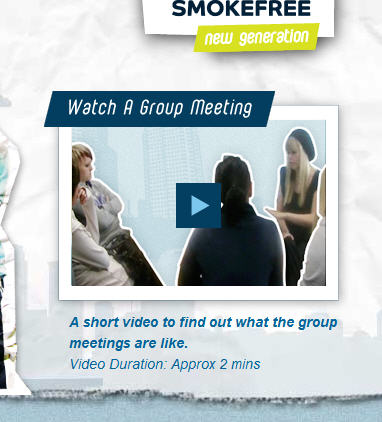 SMOKEFREE
new generation
Watch A Group Meeting
A short video to find out what the group
meetings are like.
Video Duration: Approx 2 mins